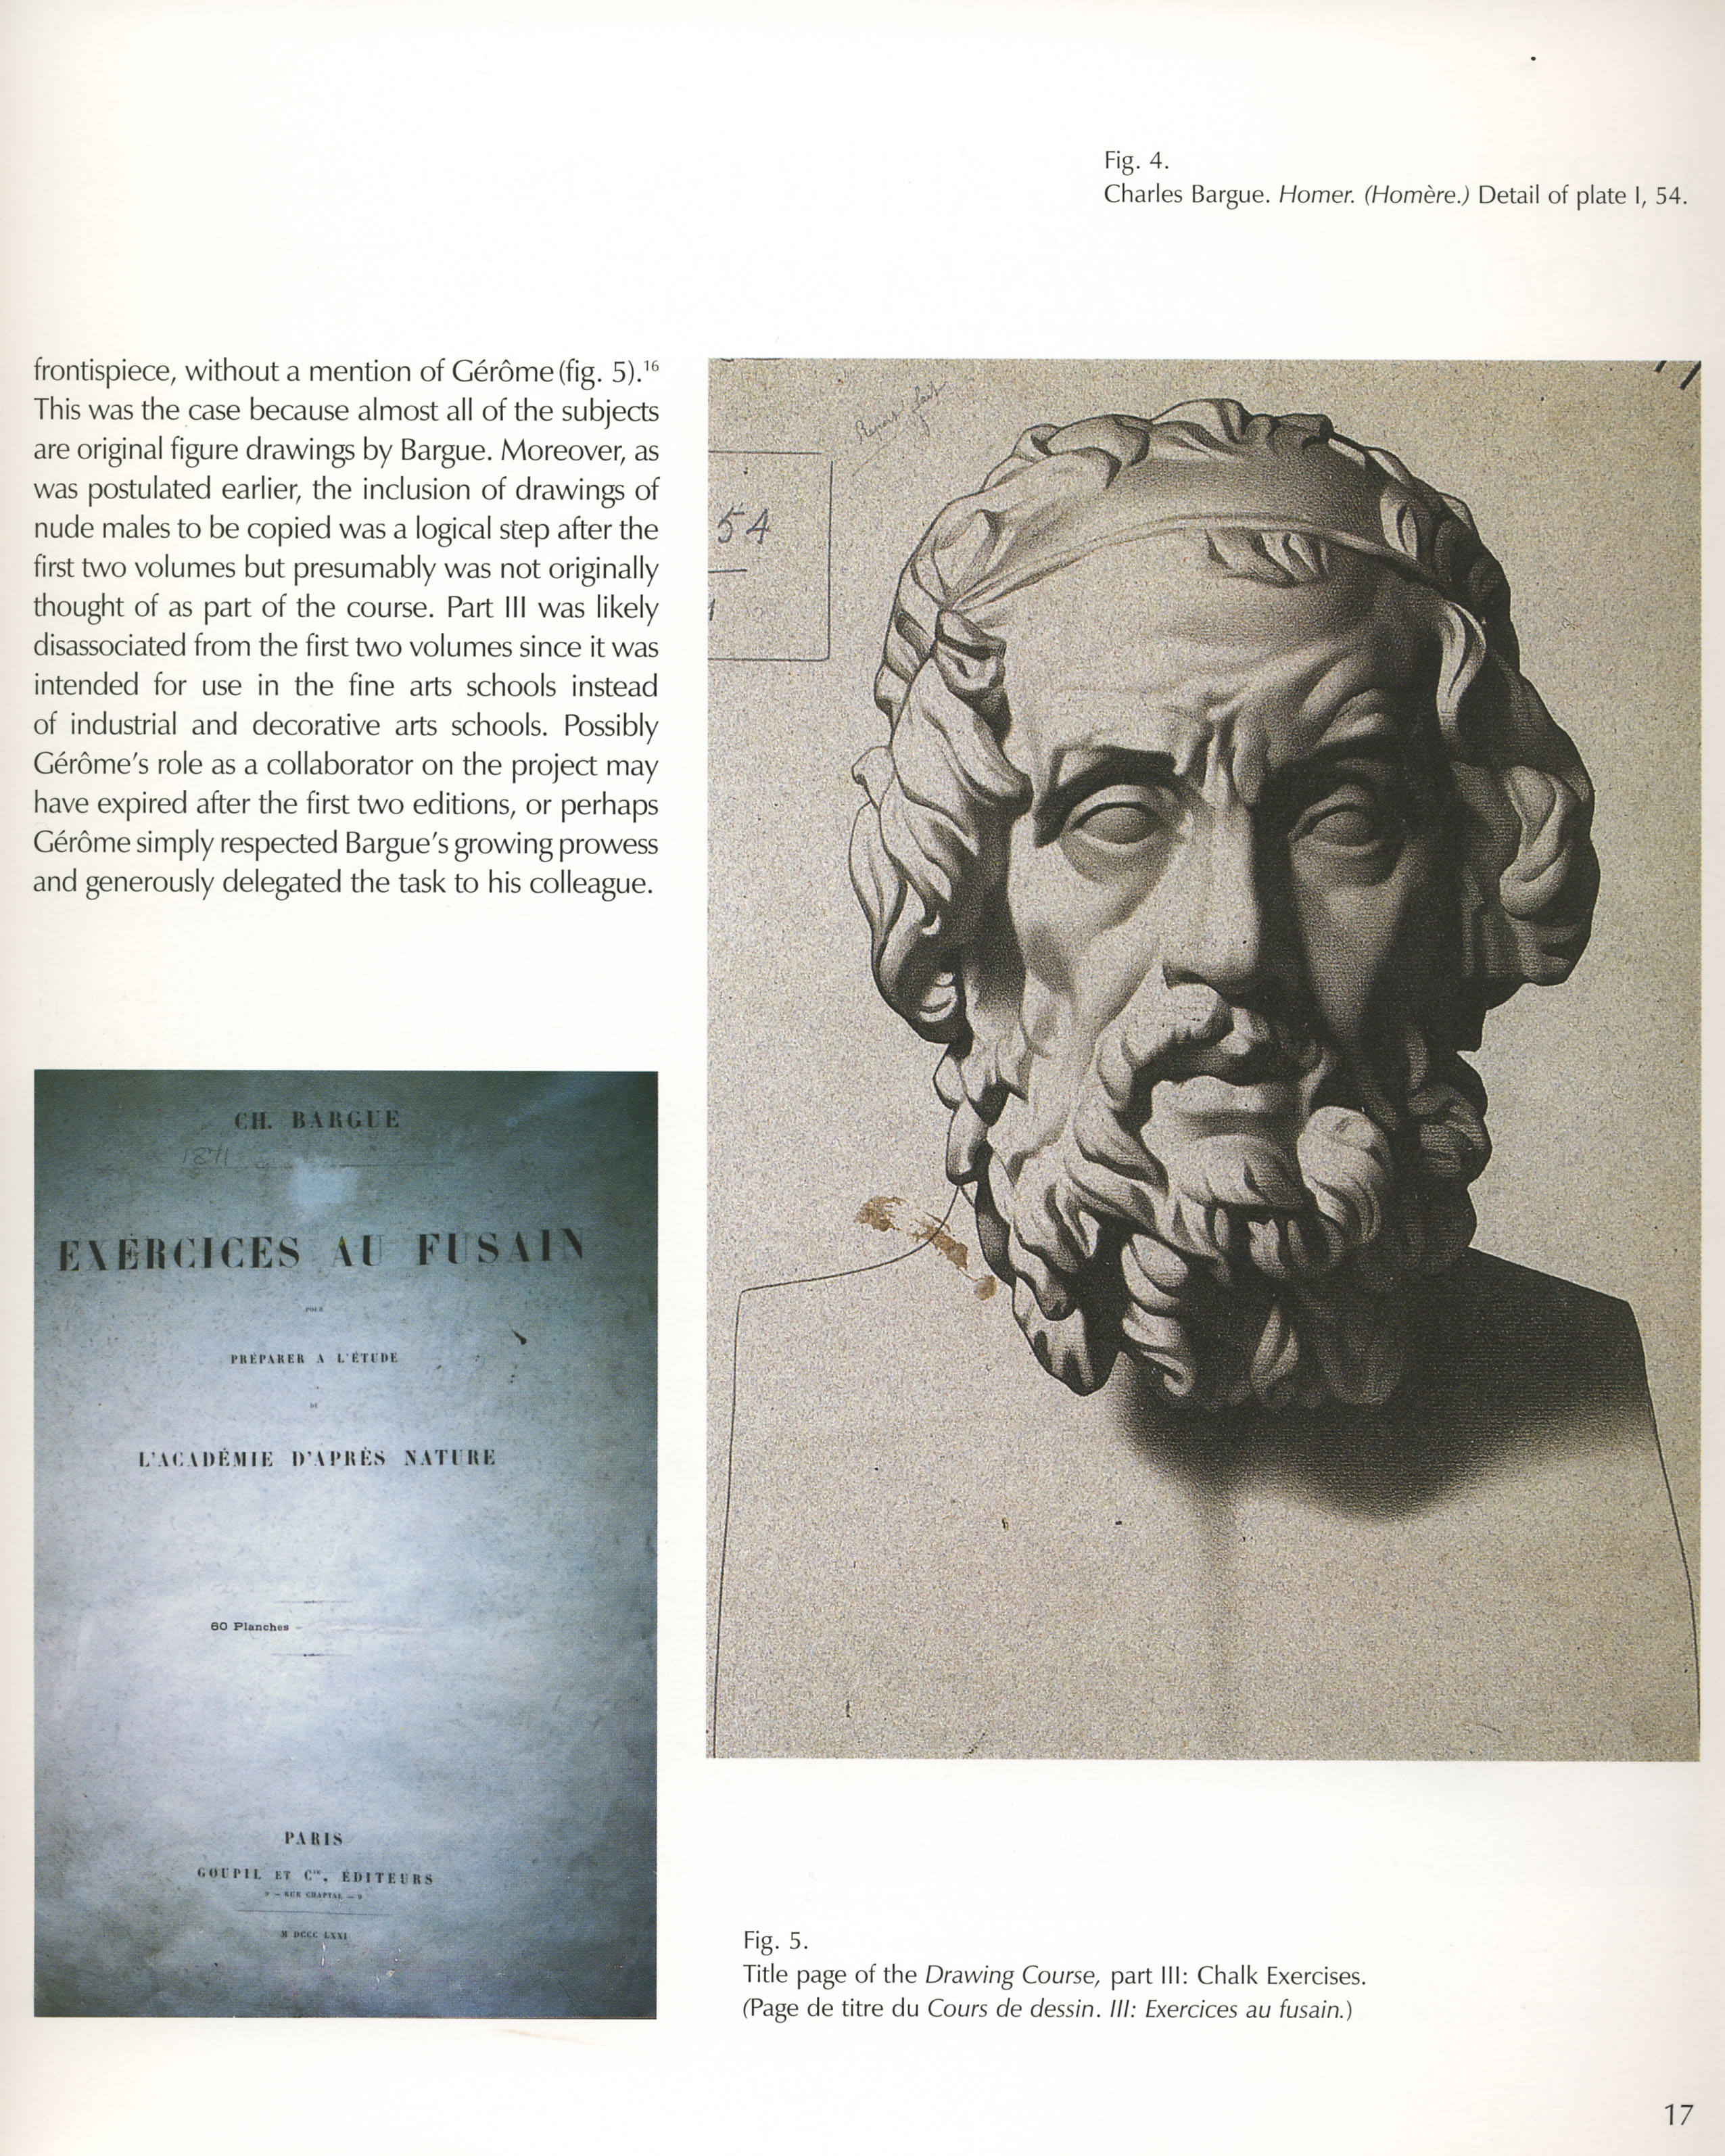 Fig. 4.
Charles Bargue. Homer. (Homère.) Detail of plate I, 54.
frontispiece, without a mention of Gérôme (fig. 5).¹⁶
This was the case because almost all of the subjects
are original figure drawings by Bargue. Moreover, as
was postulated earlier, the inclusion of drawings of
nude males to be copied was a logical step after the
first two volumes but presumably was not originally
thought of as part of the course. Part III was likely
disassociated from the first two volumes since it was
intended for use in the fine arts schools instead
of industrial and decorative arts schools. Possibly
Gérôme’s role as a collaborator on the project may
have expired after the first two editions, or perhaps
Gérôme simply respected Bargue’s growing prowess
and generously delegated the task to his colleague.
fait
54
CH. BARGUE
1871
EXERCICES AU FUSAIN
POUR
PRÉPARER A L'ÉTUDE
DE
L'ACADÉMIE D'APRÈS NATURE
60 Planches
PARIS
GOUPIL ET Cie, ÉDITEURS
9 – RUE CHAPTAL – 9
M DCCC LXXI
Fig. 5.
Title page of the Drawing Course, part III: Chalk Exercises.
(Page de titre du Cours de dessin. III: Exercices au fusain.)
17